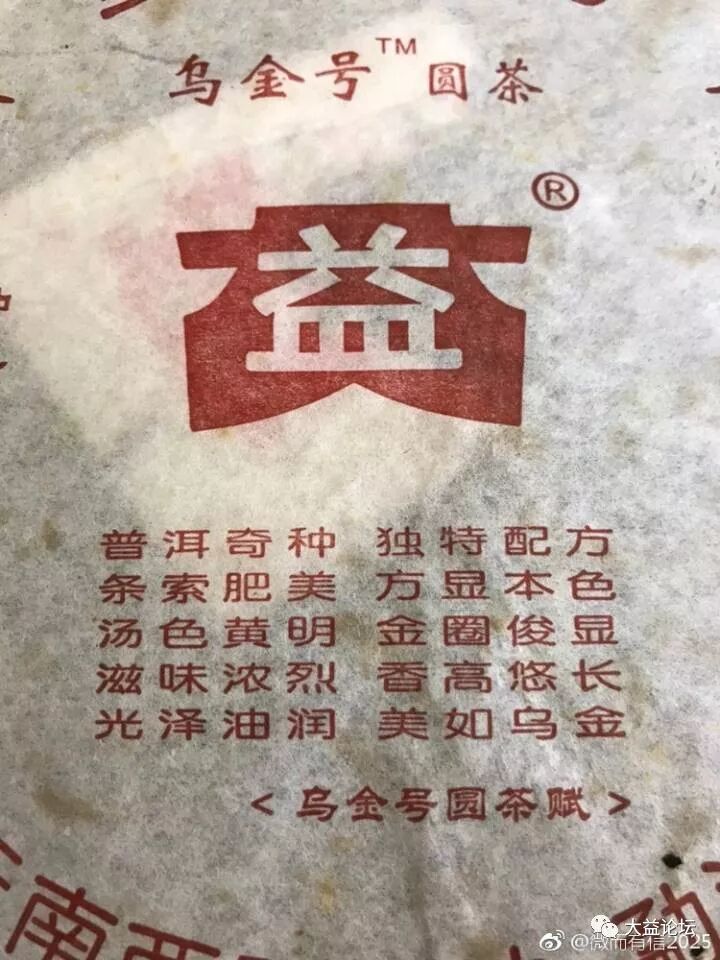 乌金号™圆茶
益®
普洱奇种 独特配方
条索肥美 方显本色
汤色黄明 金圈俊显
滋味浓烈 香高悠长
光泽油润 美如乌金
<乌金号圆茶赋>
南西
大益论坛
@微而有信2025